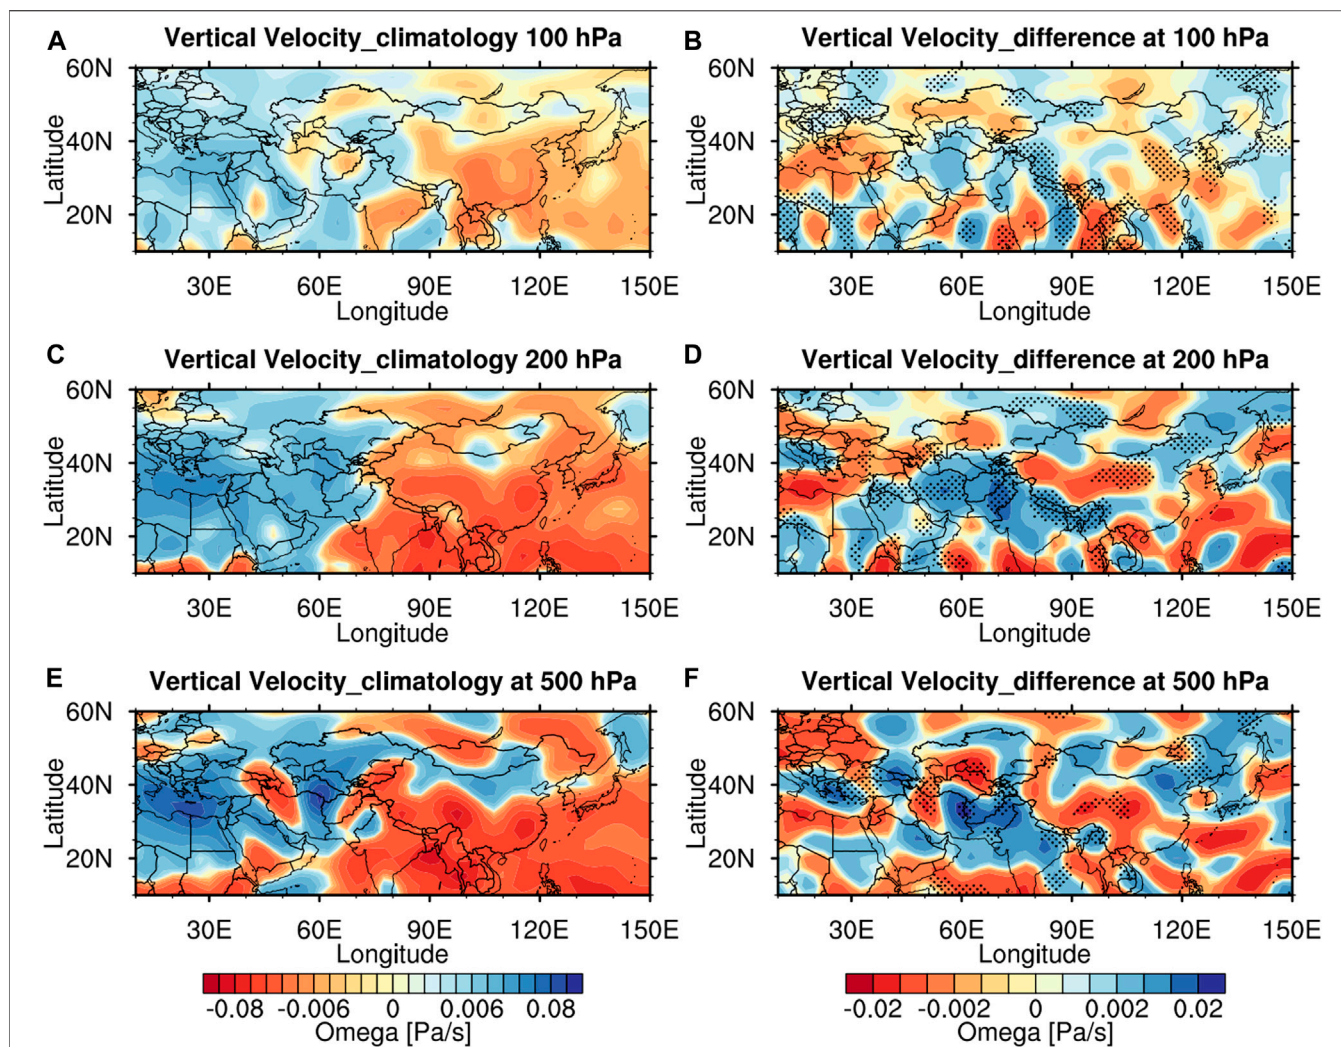 A Vertical Velocity_climatology 100 hPa
60N
40N
20N
Latitude
30E 60E 90E 120E 150E
Longitude
B Vertical Velocity_difference at 100 hPa
60N
40N
20N
Latitude
30E 60E 90E 120E 150E
Longitude
C Vertical Velocity_climatology 200 hPa
60N
40N
20N
Latitude
30E 60E 90E 120E 150E
Longitude
D Vertical Velocity_difference at 200 hPa
60N
40N
20N
Latitude
30E 60E 90E 120E 150E
Longitude
E Vertical Velocity_climatology at 500 hPa
60N
40N
20N
Latitude
30E 60E 90E 120E 150E
Longitude
F Vertical Velocity_difference at 500 hPa
60N
40N
20N
Latitude
30E 60E 90E 120E 150E
Longitude
-0.08 -0.006 0 0.006 0.08
Omega [Pa/s]
-0.02 -0.002 0 0.002 0.02
Omega [Pa/s]